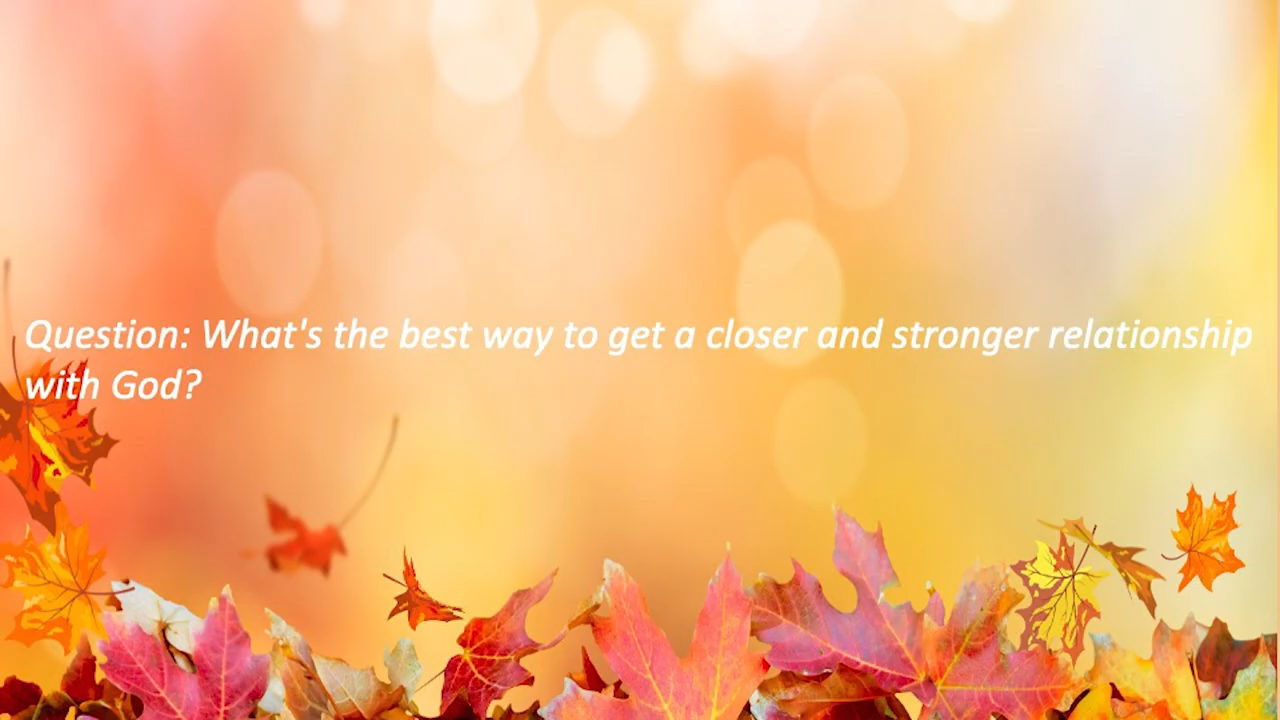 Question: What's the best way to get a closer and stronger relationship
with God?